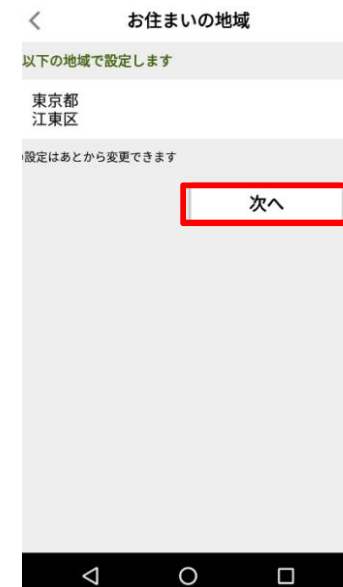 お住まいの地域
以下の地域で設定します
東京都
江東区
設定はあとから変更できます
次へ